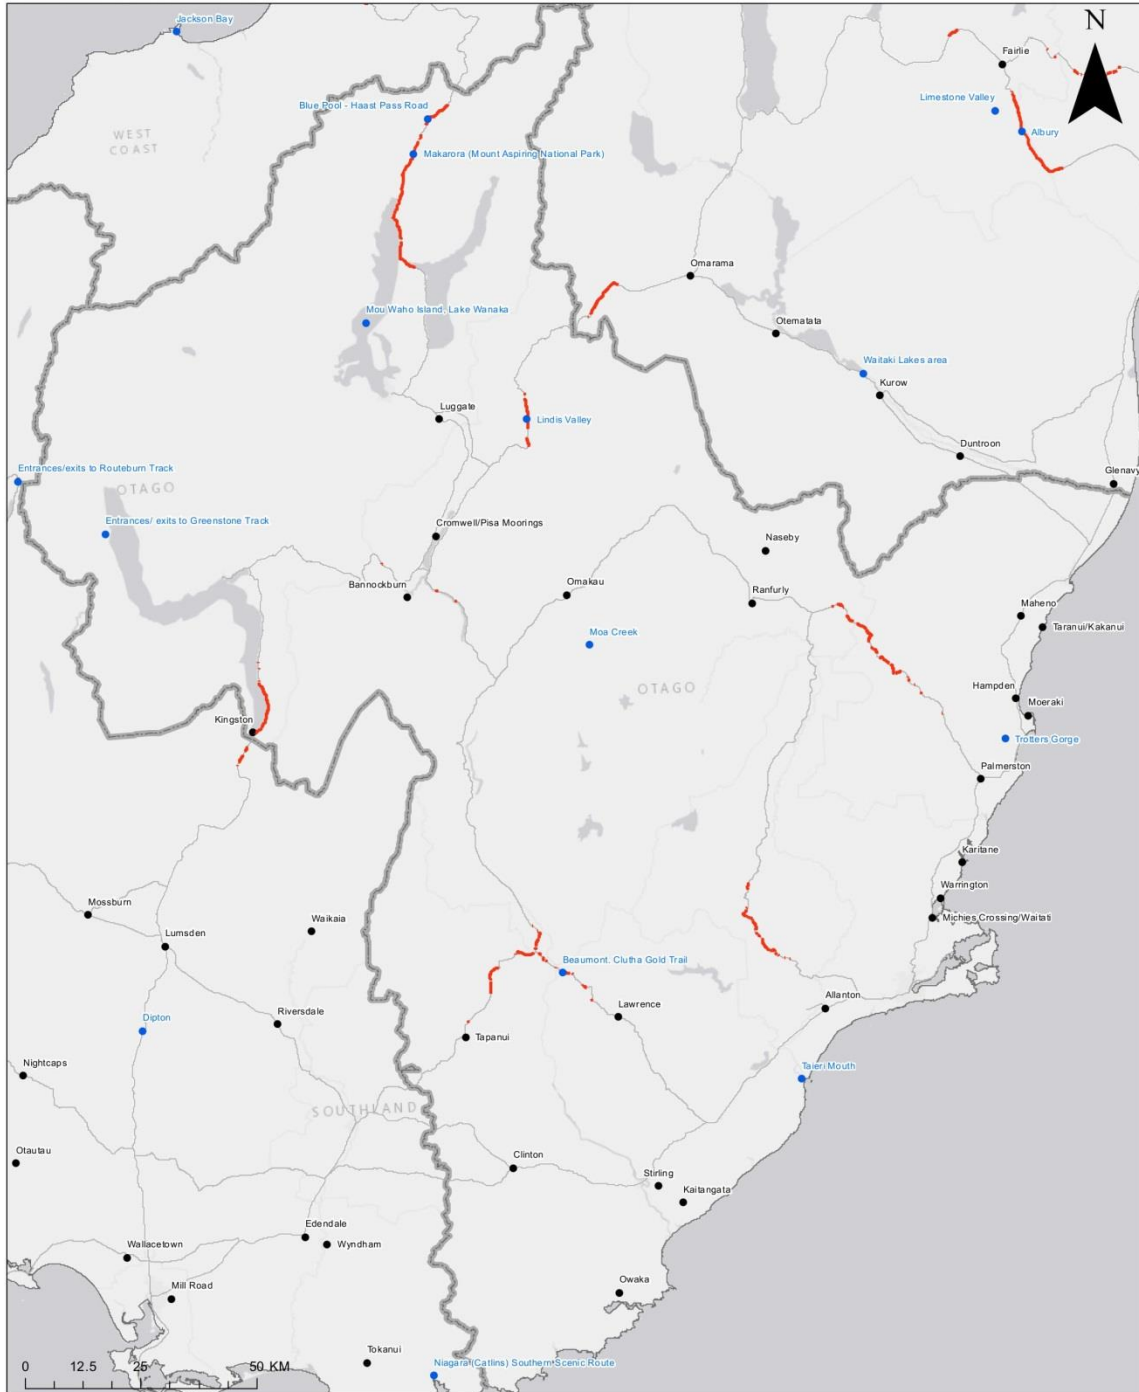 Jackson Bay
N
Fairlie
Limestone Valley
Albury
Blue Pool - Haast Pass Road
WEST
COAST
Makarora (Mount Aspiring National Park)
Omarama
Mou Waho Island, Lake Wanaka
Otematata
Waitaki Lakes area
Kurow
Luggate
Lindis Valley
Duntroon
Glenavy
Entrances/exits to Routeburn Track
OTAGO
Entrances/ exits to Greenstone Track
Cromwell/Pisa Moorings
Naseby
Bannockburn
Omakau
Ranfurly
Maheno
Taranui/Kakanui
Moa Creek
OTAGO
Hampden
Moeraki
Kingston
Trotters Gorge
Palmerston
Karitane
Warrington
Michies Crossing/Waitati
Mossburn
Waikaia
Lumsden
Beaumont. Clutha Gold Trail
Lawrence
Allanton
Riversdale
Dipton
Tapanui
Nightcaps
Taieri Mouth
SOUTHLAND
Otautau
Clinton
Stirling
Kaitangata
Edendale
Wyndham
Wallacetown
Mill Road
Owaka
Tokanui
Niagara (Catlins) Southern Scenic Route
0 12.5 25 50 KM